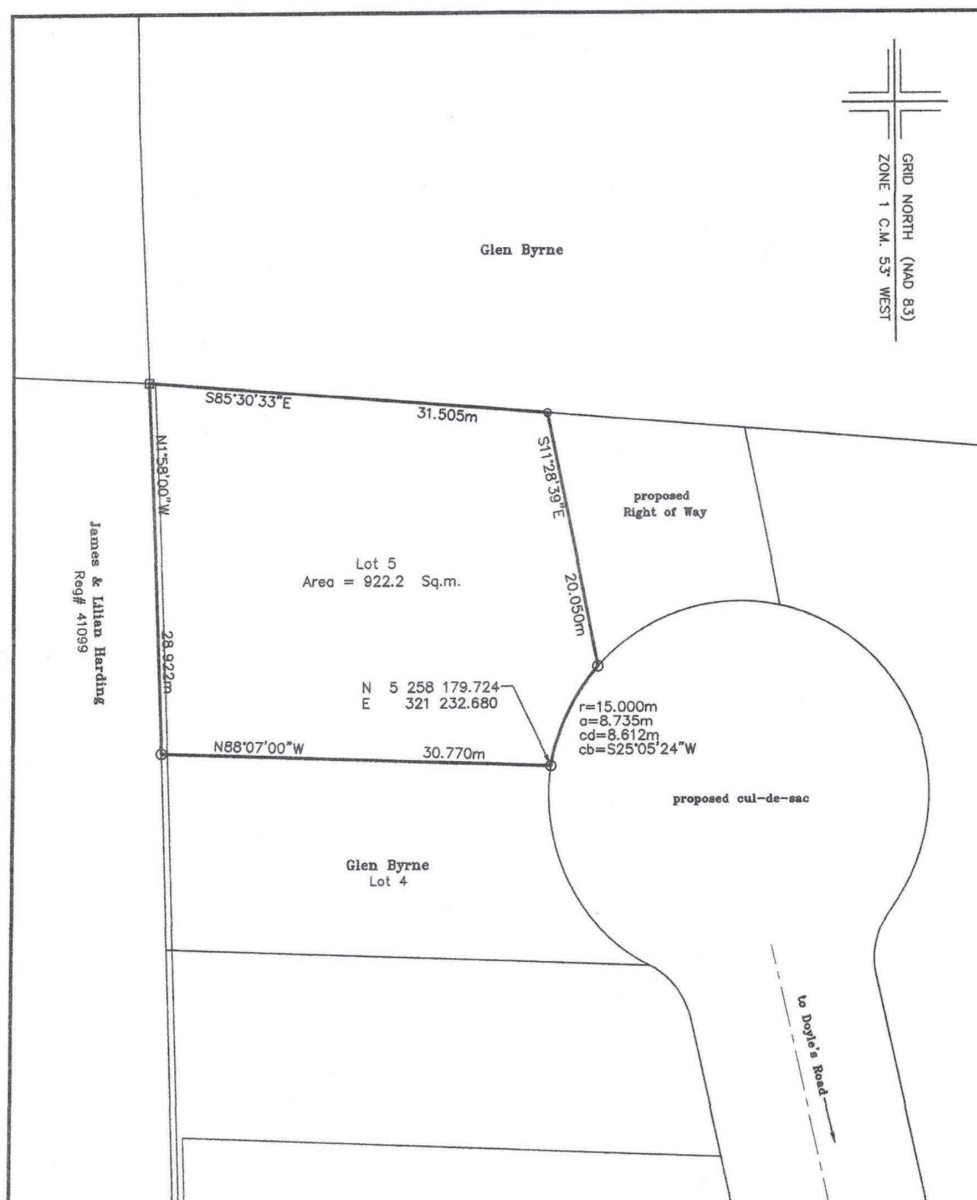 GRID NORTH (NAD 83)
ZONE 1 C.M. 53° WEST
Glen Byrne
S85°30'33"E
31.505m
N1°58'00"W
S11°28'39"E
proposed
Right of Way
James & Lilian Harding
Reg# 41099
Lot 5
Area = 922.2 Sq.m.
20.050m
28.922m
N 5 258 179.724
E 321 232.680
r=15.000m
a=8.735m
cd=8.612m
cb=S25°05'24"W
N88°07'00"W
30.770m
proposed cul-de-sac
Glen Byrne
Lot 4
to Doyle's Road